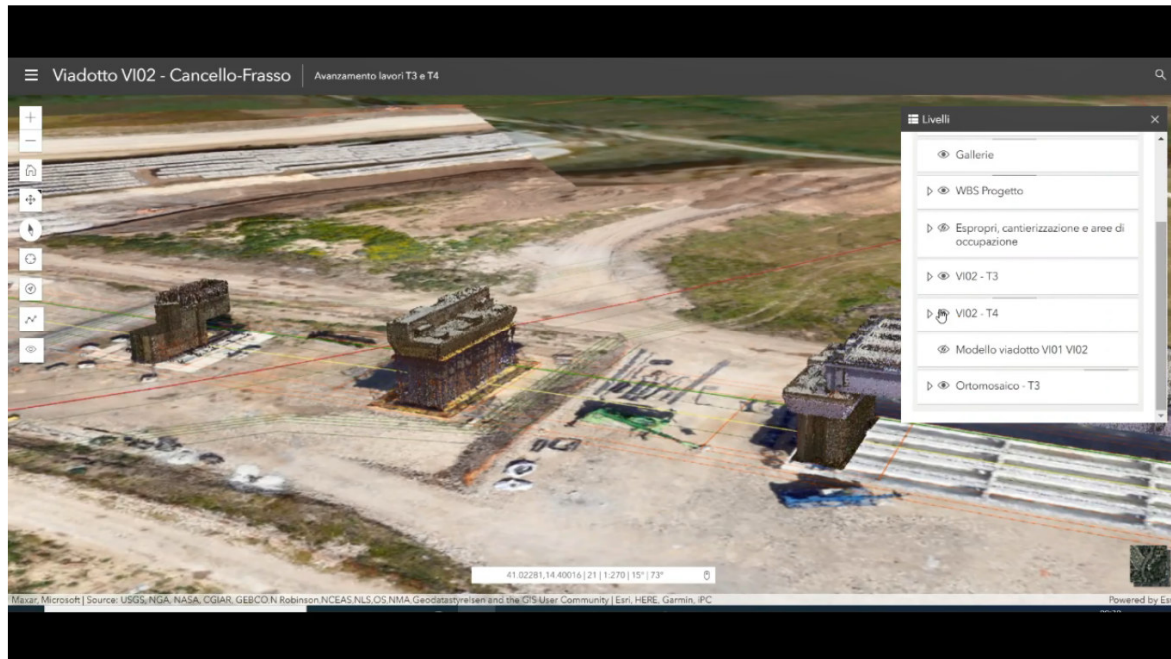 Viadotto VI02 - Cancello-Frasso
Avanzamento lavori T3 e T4
Livelli
Gallerie
WBS Progetto
Espropri, cantierizzazione e aree di
occupazione
VI02 - T3
VI02 - T4
Modello viadotto VI01 VI02
Ortomosaico - T3
41.02281,14.40016 | 21 | 1:270 | 15° | 73°
Maxar, Microsoft | Source: USGS, NGA, NASA, CGIAR, GEBCO,N Robinson,NCEAS,NLS,OS,NMA,Geodatastyrelsen and the GIS User Community | Esri, HERE, Garmin, iPC
Powered by Es